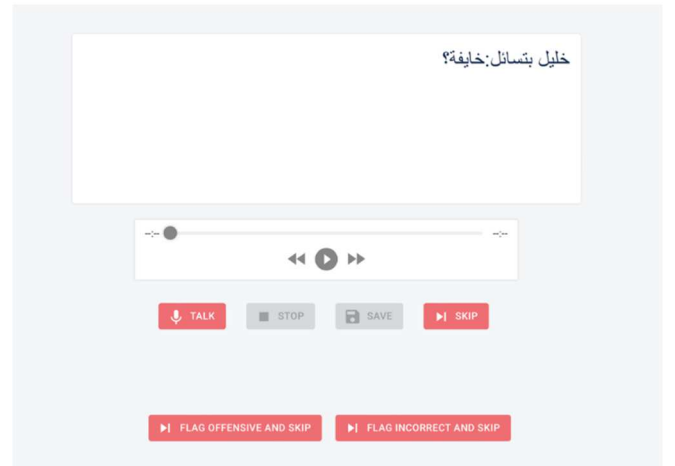 خليل بتسائل:خايفة؟
--:--
--:--
TALK
STOP
SAVE
SKIP
FLAG OFFENSIVE AND SKIP
FLAG INCORRECT AND SKIP